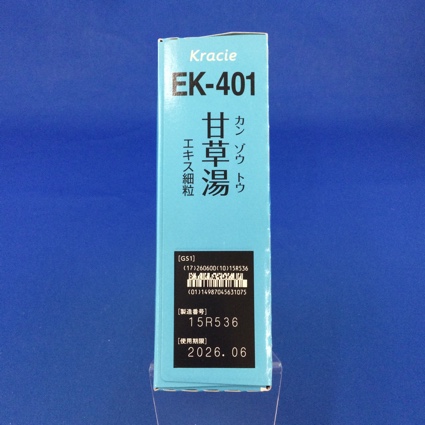 Kracie
EK-401
カンゾウトウ
甘草湯
エキス細粒
[GS1]
(17)260600(10)15R536
(01)14987045631075
[製造番号]
15R536
[使用期限]
2026.06